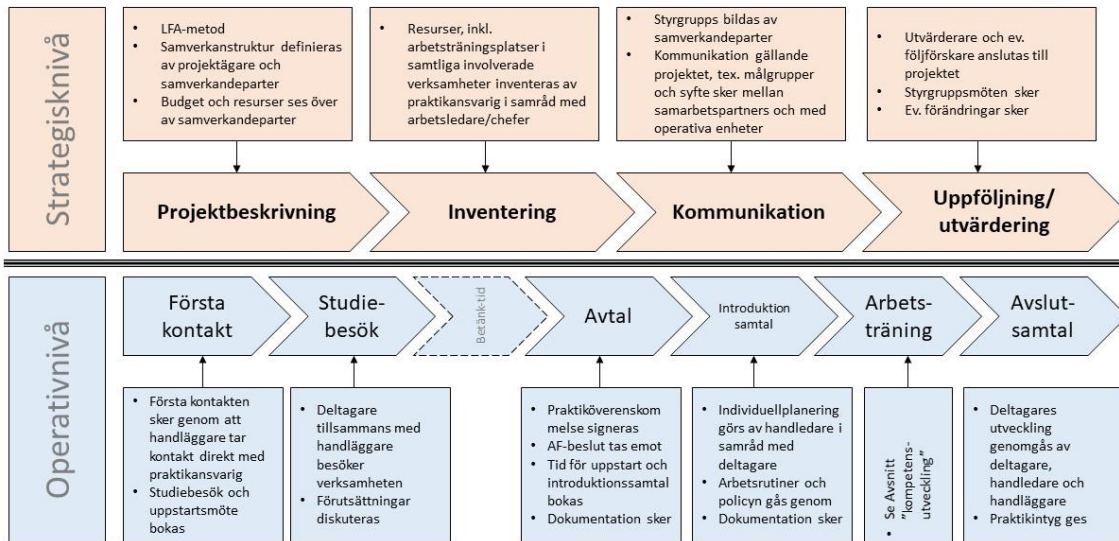 Strategisknivå
• LFA-metod
• Samverkanstruktur definieras
av projektägare och
samverkandeparter
• Budget och resurser ses över
av samverkandeparter
• Resurser, inkl.
arbetsträningsplatser i
samtliga involverade
verksamheter inventeras av
praktikansvarig i samråd med
arbetsledare/chefer
• Styrgrupps bildas av
samverkandeparter
• Kommunikation gällande
projektet, tex. målgrupper
och syfte sker mellan
samarbetspartners och med
operativa enheter
• Utvärderare och ev.
följforskare anslutas till
projektet
• Styrgruppsmöten sker
• Ev. förändringar sker
Projektbeskrivning
Inventering
Kommunikation
Uppföljning/
utvärdering
Operativnivå
Första
kontakt
Studie-
besök
Betänk-tid
Avtal
Introduktion
samtal
Arbets-
träning
Avslut-
samtal
• Första kontakten
sker genom att
handläggare tar
kontakt direkt med
praktikansvarig
• Studiebesök och
uppstartsmöte
bokas
• Deltagare
tillsammans med
handläggare
besöker
verksamheten
• Förutsättningar
diskuteras
• Praktiköverenskom
melse signeras
• AF-beslut tas emot
• Tid för uppstart och
introduktionssamtal
bokas
• Dokumentation sker
• Individuellplanering
görs av handledare i
samråd med
deltagare
• Arbetsrutiner och
policyn gås genom
• Dokumentation sker
• Se Avsnitt
”kompetens-
utveckling”
• Deltagares
utveckling
genomgås av
deltagare,
handledare och
handläggare
• Praktikintyg ges